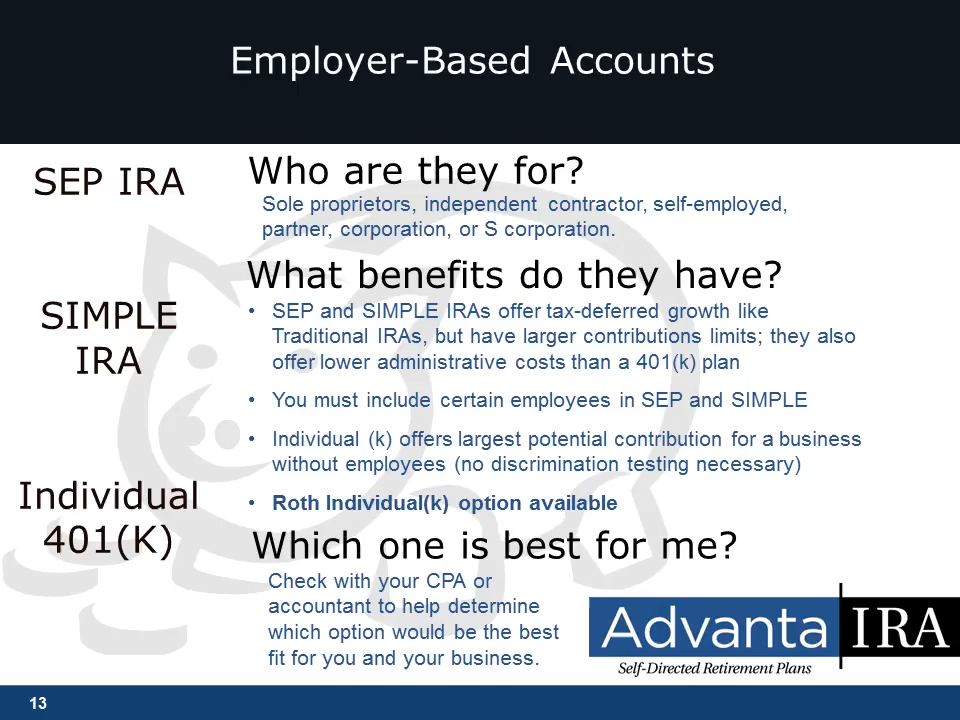 Employer-Based Accounts
SEP IRA
SIMPLE
IRA
Individual
401(K)
Who are they for?
Sole proprietors, independent contractor, self-employed,
partner, corporation, or S corporation.
What benefits do they have?
• SEP and SIMPLE IRAs offer tax-deferred growth like
Traditional IRAs, but have larger contributions limits; they also
offer lower administrative costs than a 401(k) plan
• You must include certain employees in SEP and SIMPLE
• Individual (k) offers largest potential contribution for a business
without employees (no discrimination testing necessary)
• Roth Individual(k) option available
Which one is best for me?
Check with your CPA or
accountant to help determine
which option would be the best
fit for you and your business.
Advanta IRA
Self-Directed Retirement Plans
13